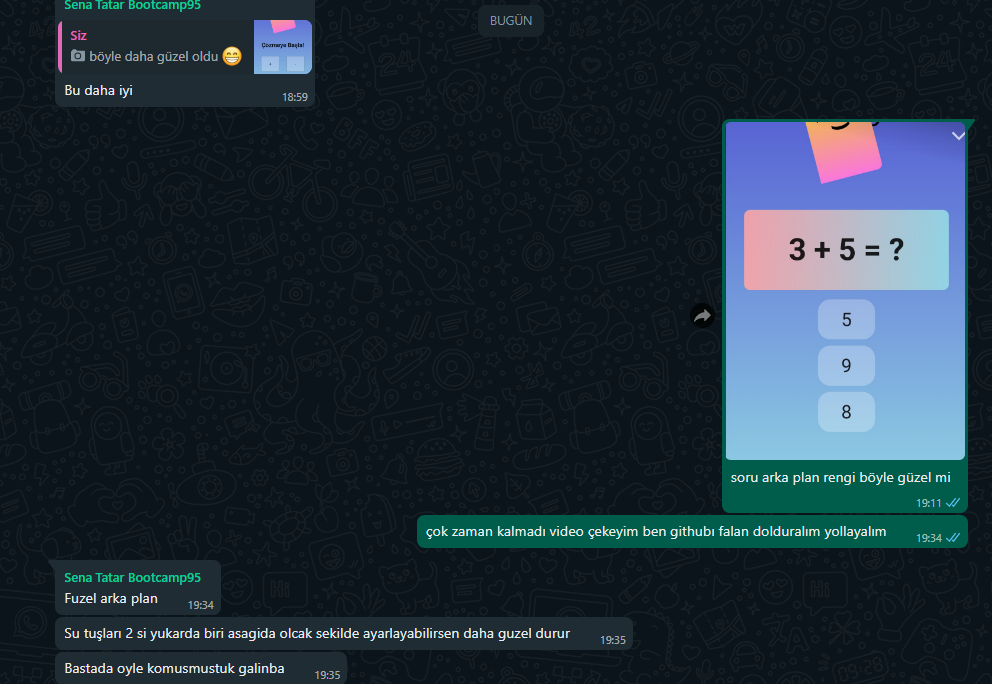 Sena Tatar Bootcamp95
Siz
böyle daha güzel oldu 😁
Çözmeye Başla!
Bu daha iyi
18:59
BUGÜN
3 + 5 = ?
5
9
8
soru arka plan rengi böyle güzel mi
19:11
çok zaman kalmadı video çekeyim ben githubı falan dolduralım yollayalım
19:34
Sena Tatar Bootcamp95
Fuzel arka plan
19:34
Su tuşları 2 si yukarda biri asagida olcak sekilde ayarlayabilirsen daha guzel durur
19:35
Bastada oyle komusmustuk galinba
19:35